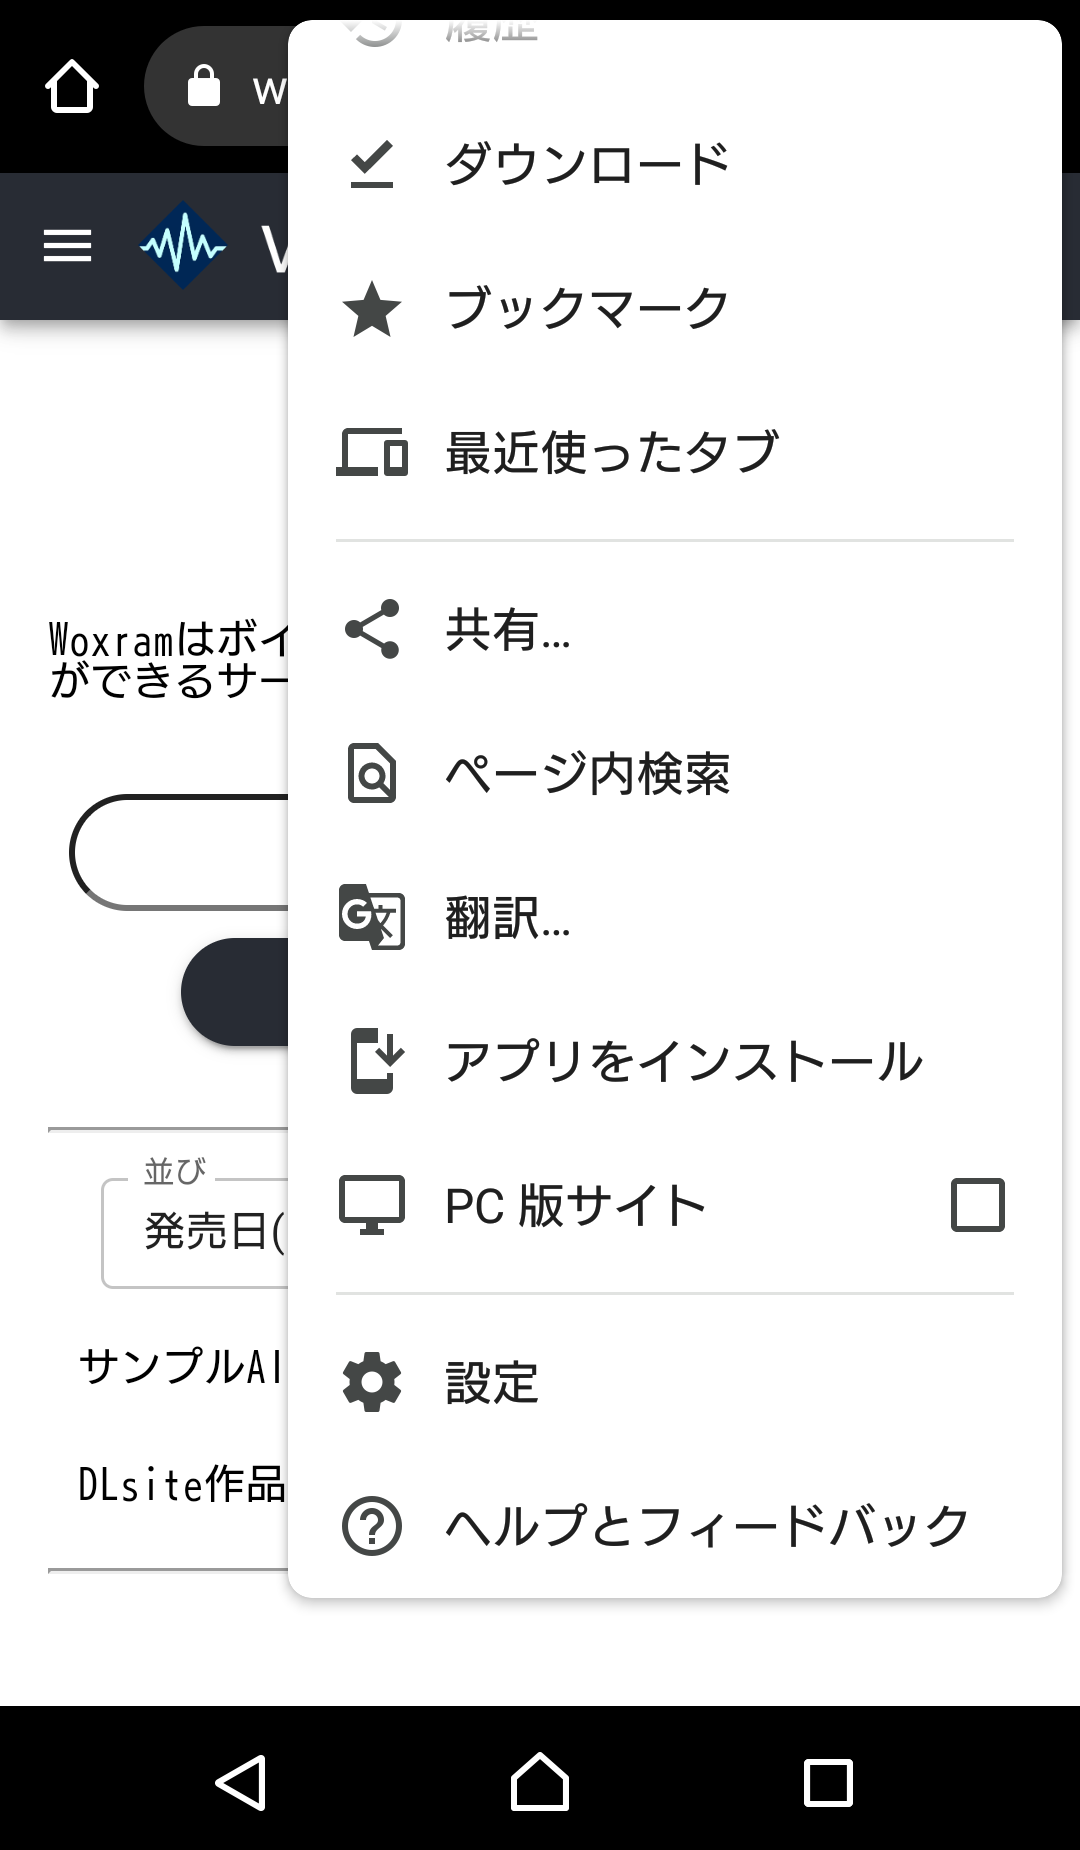 履歴
w
ダウンロード
ブックマーク
最近使ったタブ
Woxramはボイ
ができるサー
共有...
ページ内検索
翻訳...
アプリをインストール
PC 版サイト
並び
発売日(
サンプルAI
DLsite作品
設定
ヘルプとフィードバック